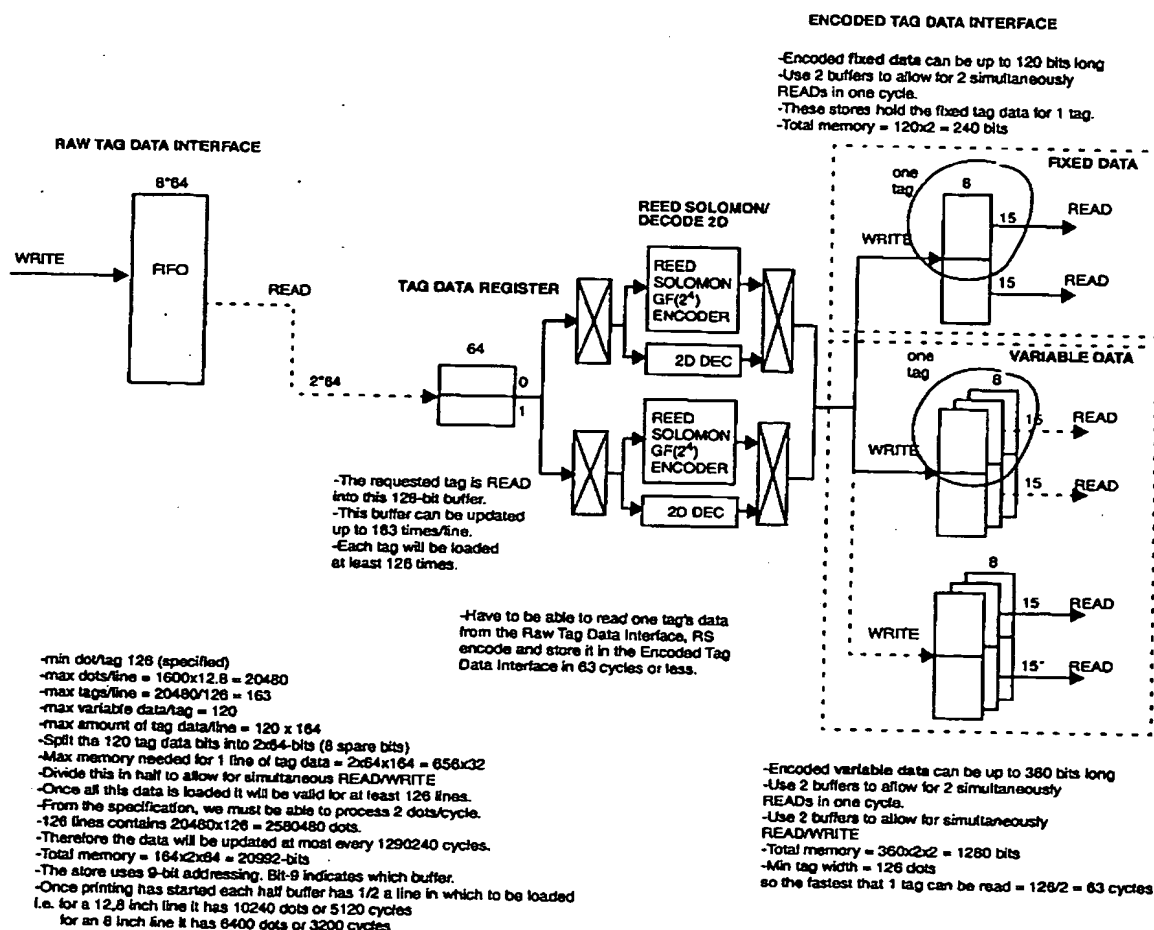 ENCODED TAG DATA INTERFACE
-Encoded fixed data can be up to 120 bits long
-Use 2 buffers to allow for 2 simultaneously
READs in one cycle.
-These stores hold the fixed tag data for 1 tag.
-Total memory = 120x2 = 240 bits
RAW TAG DATA INTERFACE
8*64
WRITE
FIFO
READ
2*64
TAG DATA REGISTER
64
0
1
REED SOLOMON/
DECODE 2D
REED
SOLOMON
GF(2⁴)
ENCODER
2D DEC
REED
SOLOMON
GF(2⁴)
ENCODER
2D DEC
FIXED DATA
one
tag
8
WRITE
15
READ
15
READ
VARIABLE DATA
one
tag
8
WRITE
15
READ
15
READ
8
WRITE
15
READ
15
READ
-The requested tag is READ
into this 128-bit buffer.
-This buffer can be updated
up to 163 times/line.
-Each tag will be loaded
at least 126 times.
-Have to be able to read one tag's data
from the Raw Tag Data Interface, RS
encode and store it in the Encoded Tag
Data Interface in 63 cycles or less.
-min dot/tag 126 (specified)
-max dots/line = 1600x12.8 = 20480
-max tags/line = 20480/126 = 163
-max variable data/tag = 120
-max amount of tag data/line = 120 x 164
-Split the 120 tag data bits into 2x64-bits (8 spare bits)
-Max memory needed for 1 line of tag data = 2x64x164 = 656x32
-Divide this in half to allow for simultaneous READ/WRITE
-Once all this data is loaded it will be valid for at least 126 lines.
-From the specification, we must be able to process 2 dots/cycle.
-126 lines contains 20480x126 = 2580480 dots.
-Therefore the data will be updated at most every 1290240 cycles.
-Total memory = 164x2x64 = 20992-bits
-The store uses 9-bit addressing. Bit-9 indicates which buffer.
-Once printing has started each half buffer has 1/2 a line in which to be loaded
i.e. for a 12,8 inch line it has 10240 dots or 5120 cycles
for an 8 inch line it has 6400 dots or 3200 cycles
-Encoded variable data can be up to 360 bits long
-Use 2 buffers to allow for 2 simultaneously
READs in one cycle.
-Use 2 buffers to allow for simultaneously
READ/WRITE
-Total memory = 360x2x2 = 1280 bits
-Min tag width = 126 dots
so the fastest that 1 tag can be read = 126/2 = 63 cycles